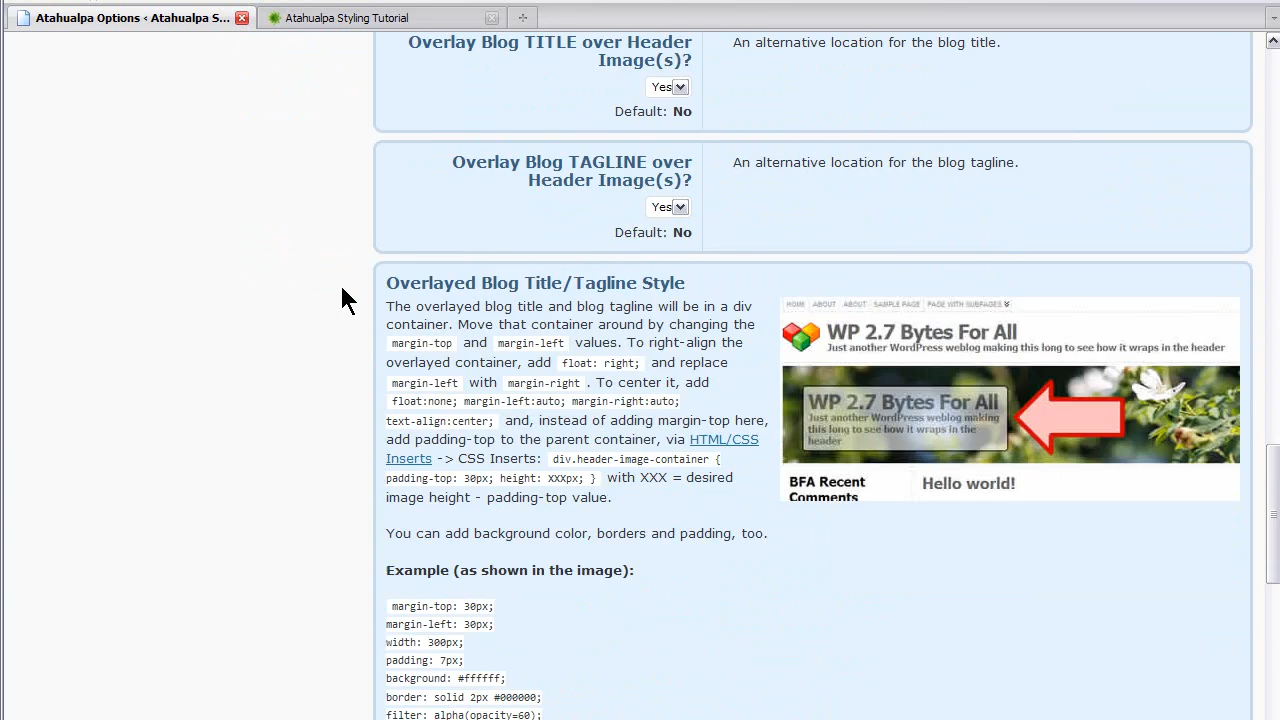 Atahualpa Options ‹ Atahualpa S...
Atahualpa Styling Tutorial
Overlay Blog TITLE over Header
Image(s)?
An alternative location for the blog title.
Yes
Default: No
Overlay Blog TAGLINE over
Header Image(s)?
An alternative location for the blog tagline.
Yes
Default: No
Overlayed Blog Title/Tagline Style
The overlayed blog title and blog tagline will be in a div
container. Move that container around by changing the
margin-top and margin-left values. To right-align the
overlayed container, add float: right; and replace
margin-left with margin-right . To center it, add
float:none; margin-left:auto; margin-right:auto;
text-align:center; and, instead of adding margin-top here,
add padding-top to the parent container, via HTML/CSS
Inserts -> CSS Inserts: div.header-image-container {
padding-top: 30px; height: XXXpx; } with XXX = desired
image height - padding-top value.
You can add background color, borders and padding, too.
Example (as shown in the image):
margin-top: 30px;
margin-left: 30px;
width: 300px;
padding: 7px;
background: #ffffff;
border: solid 2px #000000;
filter: alpha(opacity=60);
HOME ABOUT ABOUT SAMPLE PAGE PAGE WITH SUBPAGES
WP 2.7 Bytes For All
Just another WordPress weblog making this long to see how it wraps in the header
WP 2.7 Bytes For All
Just another WordPress weblog making
this long to see how it wraps in the
header
BFA Recent
Comments
Hello world!